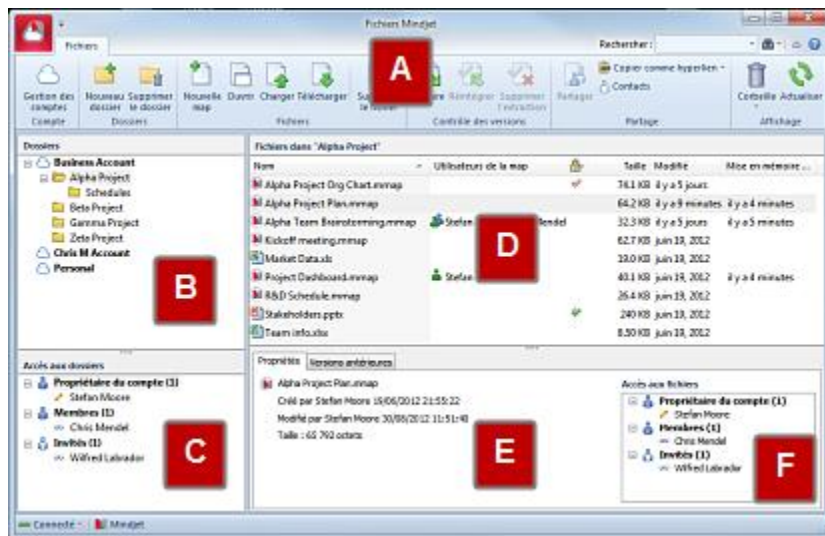 Fichiers Mindjet
Fichiers
Rechercher :
A
Gestion des comptes
Nouveau dossier
Supprimer le dossier
Nouvelle map
Ouvrir
Charger
Télécharger
Réintégrer
Supprimer l'extraction
Partager
Copier comme hyperlien
Contacts
Corbeille
Actualiser
Compte
Dossiers
Fichiers
Contrôle des versions
Partage
Affichage
Dossiers
Business Account
Alpha Project
Schedules
Beta Project
Gamma Project
Zeta Project
Chris M Account
Personal
B
Fichiers dans "Alpha Project"
Nom Utilisateurs de la map Taille Modifié Mise en mémoire ...
Alpha Project Org Chart.mmap 74.1 KB il y a 5 jours
Alpha Project Plan.mmap 64.2 KB il y a 9 minutes il y a 4 minutes
Alpha Team Brainstorming.mmap Stefan Mendel 32.3 KB il y a 5 jours il y a 5 minutes
Kickoff meeting.mmap 62.7 KB juin 19, 2012
Market Data.xls 19.0 KB juin 19, 2012
Project Dashboard.mmap Stefan 40.1 KB il y a 4 minutes
R&D Schedule.mmap 26.4 KB juin 19, 2012
Stakeholders.pptx 240 KB juin 19, 2012
Team info.xlsx 8.50 KB juin 19, 2012
D
Accès aux dossiers
Propriétaire du compte (1)
Stefan Moore
Membres (1)
Chris Mendel
Invités (1)
Wilfred Labrador
C
Propriétés Versions antérieures
Alpha Project Plan.mmap
Créé par Stefan Moore 19/06/2012 21:55:22
Modifié par Stefan Moore 30/08/2012 11:51:48
Taille : 65 792 octets
E
Accès aux fichiers
Propriétaire du compte (1)
Stefan Moore
Membres (1)
Chris Mendel
Invités (1)
Wilfred Labrador
F
Connecté Mindjet